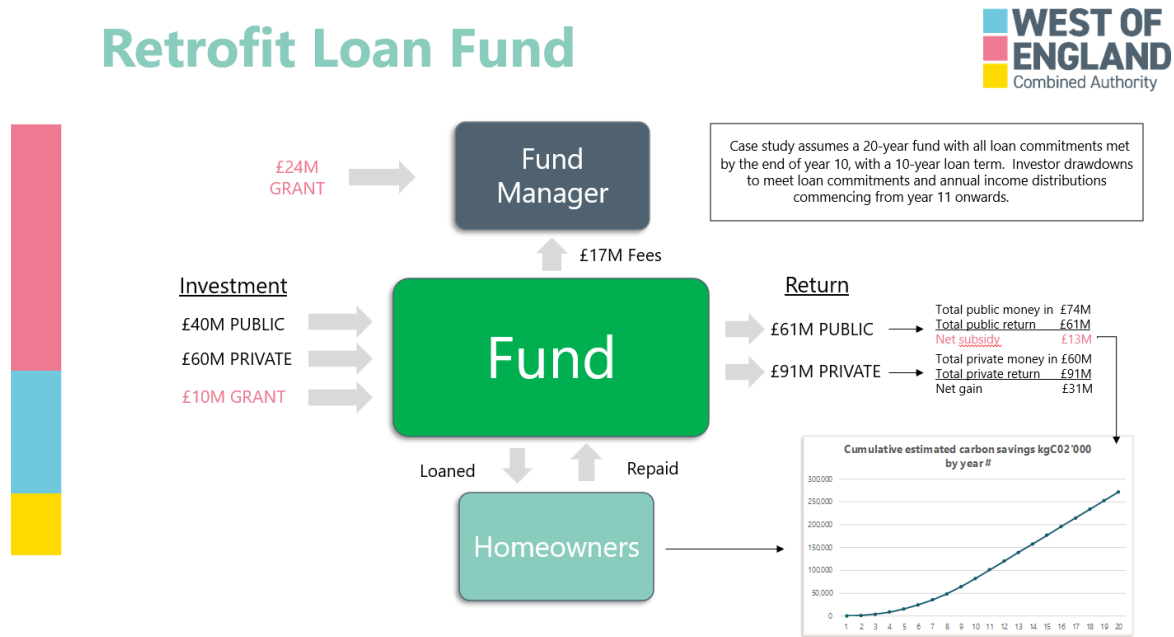 Retrofit Loan Fund
WEST OF
ENGLAND
Combined Authority
£24M
GRANT
Fund
Manager
Case study assumes a 20-year fund with all loan commitments met
by the end of year 10, with a 10-year loan term. Investor drawdowns
to meet loan commitments and annual income distributions
commencing from year 11 onwards.
£17M Fees
Investment
£40M PUBLIC
£60M PRIVATE
£10M GRANT
Fund
Return
£61M PUBLIC
£91M PRIVATE
Total public money in £74M
Total public return £61M
Net subsidy £13M
Total private money in £60M
Total private return £91M
Net gain £31M
Loaned
Repaid
Homeowners
Cumulative estimated carbon savings kgC02'000
by year #
300,000
250,000
200,000
150,000
100,000
50,000
0
1 2 3 4 5 6 7 8 9 10 11 12 13 14 15 16 17 18 19 20